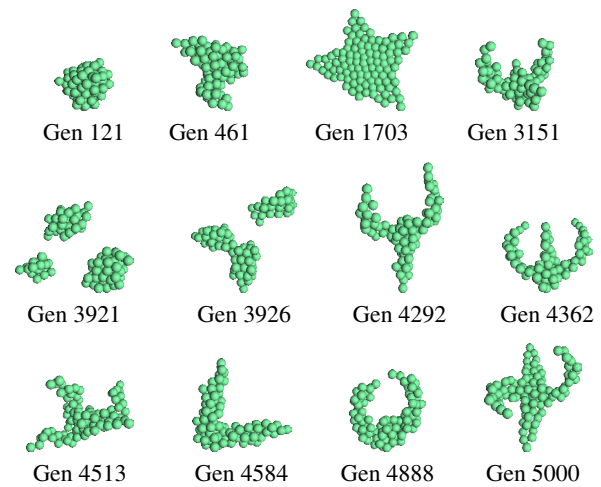 Gen 121
Gen 461
Gen 1703
Gen 3151
Gen 3921
Gen 3926
Gen 4292
Gen 4362
Gen 4513
Gen 4584
Gen 4888
Gen 5000